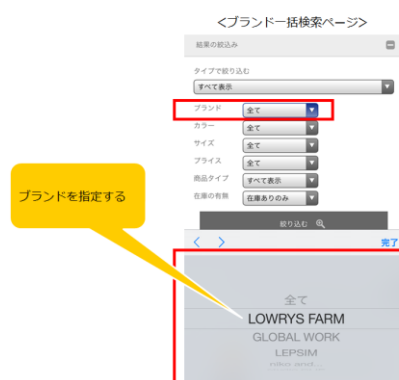 <ブランド一括検索ページ>
結果の絞込み
タイプで絞り込む
すべて表示
ブランド 全て
カラー 全て
サイズ 全て
プライス 全て
商品タイプ すべて表示
在庫の有無 在庫ありのみ
絞り込む
ブランドを指定する
完了
全て
LOWRYS FARM
GLOBAL WORK
LEPSIM